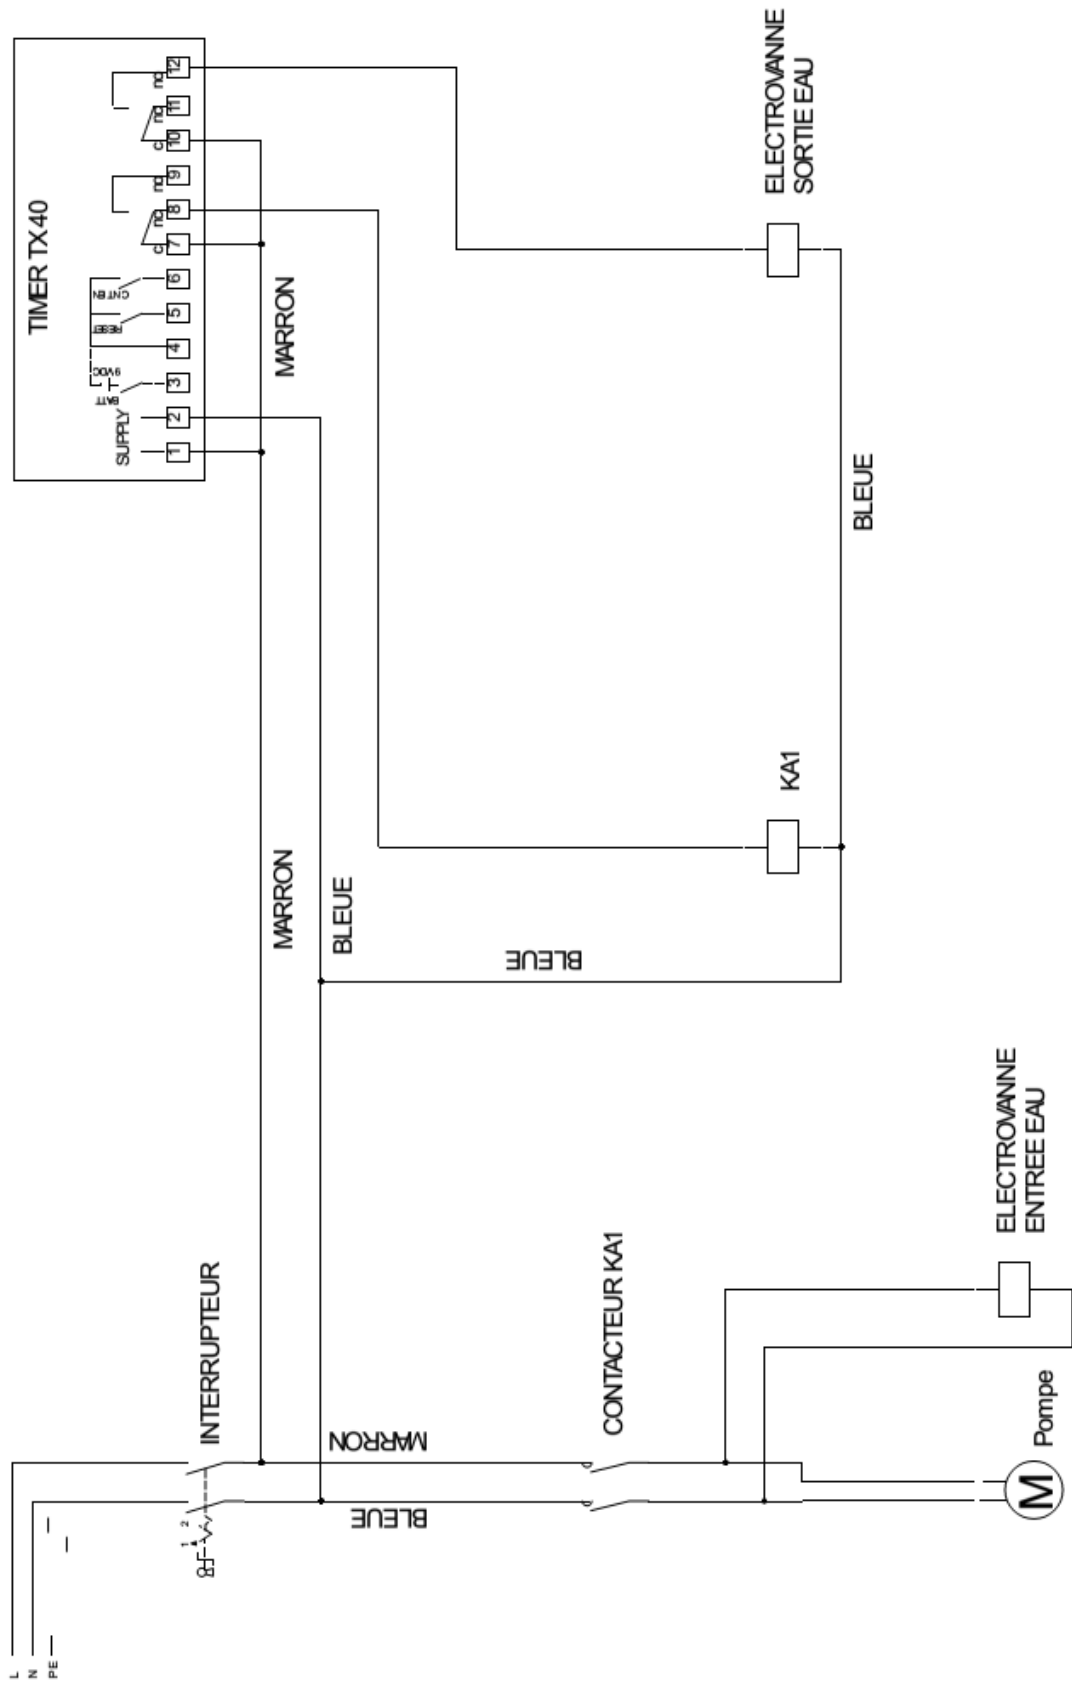 L
N
PE
TIMER TX40
SUPPLY
BATT
9VDC
RESET
CNT.EN
c nc no c nc no
1 2 3 4 5 6 7 8 9 10 11 12
1 2
INTERRUPTEUR
MARRON
MARRON
BLEUE
MARRON
BLEUE
BLEUE
CONTACTEUR KA1
KA1
ELECTROVANNE
SORTIE EAU
BLEUE
ELECTROVANNE
ENTREE EAU
M
Pompe